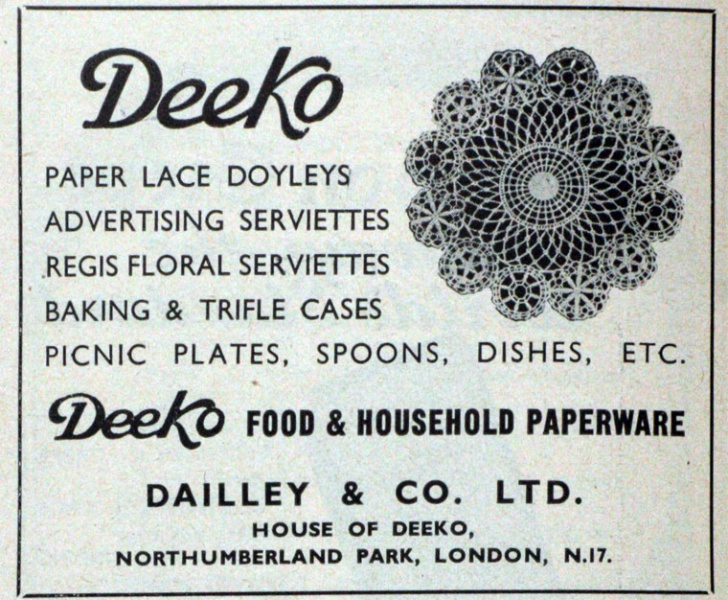 Deeko
PAPER LACE DOYLEYS
ADVERTISING SERVIETTES
REGIS FLORAL SERVIETTES
BAKING & TRIFLE CASES
PICNIC PLATES, SPOONS, DISHES, ETC.
Deeko FOOD & HOUSEHOLD PAPERWARE
DAILLEY & CO. LTD.
HOUSE OF DEEKO,
NORTHUMBERLAND PARK, LONDON, N.17.